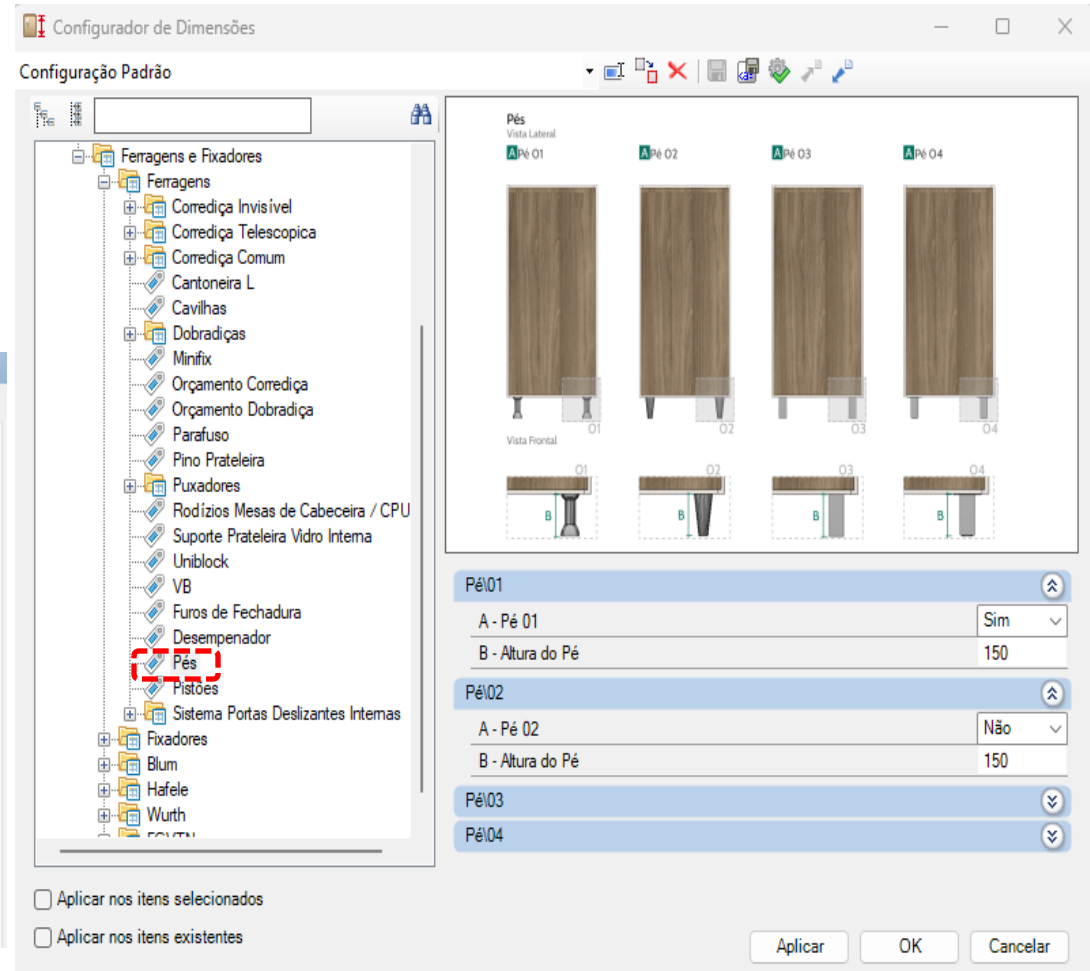 Configurador de Dimensões
Configuração Padrão
Ferragens e Fixadores
Ferragens
Corrediça Invisível
Corrediça Telescopica
Corrediça Comum
Cantoneira L
Cavilhas
Dobradiças
Minifix
Orçamento Corrediça
Orçamento Dobradiça
Parafuso
Pino Prateleira
Puxadores
Rodízios Mesas de Cabeceira / CPU
Suporte Prateleira Vidro Interna
Uniblock
VB
Furos de Fechadura
Desempenador
Pés
Pistões
Sistema Portas Deslizantes Internas
Fixadores
Blum
Hafele
Wurth
Aplicar nos itens selecionados
Aplicar nos itens existentes
Pés
Vista Lateral
A Pé 01 A Pé 02 A Pé 03 A Pé 04
01 02 03 04
Vista Frontal
01 02 03 04
B B B B
Pé\01
A - Pé 01 Sim
B - Altura do Pé 150
Pé\02
A - Pé 02 Não
B - Altura do Pé 150
Pé\03
Pé\04
Aplicar OK Cancelar